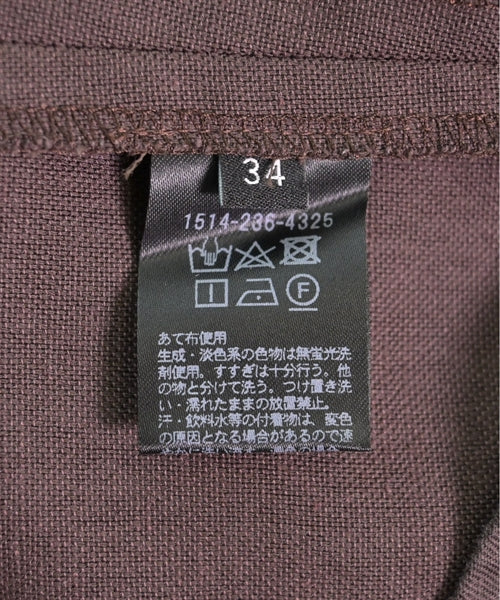 34
1514-236-4325
F
あて布使用
生成・淡色系の色物は無蛍光洗
剤使用。すすぎは十分行う。他
の物と分けて洗う。つけ置き洗
い・濡れたままの放置禁止。
汗・飲料水等の付着物は、変色
の原因となる場合があるので速